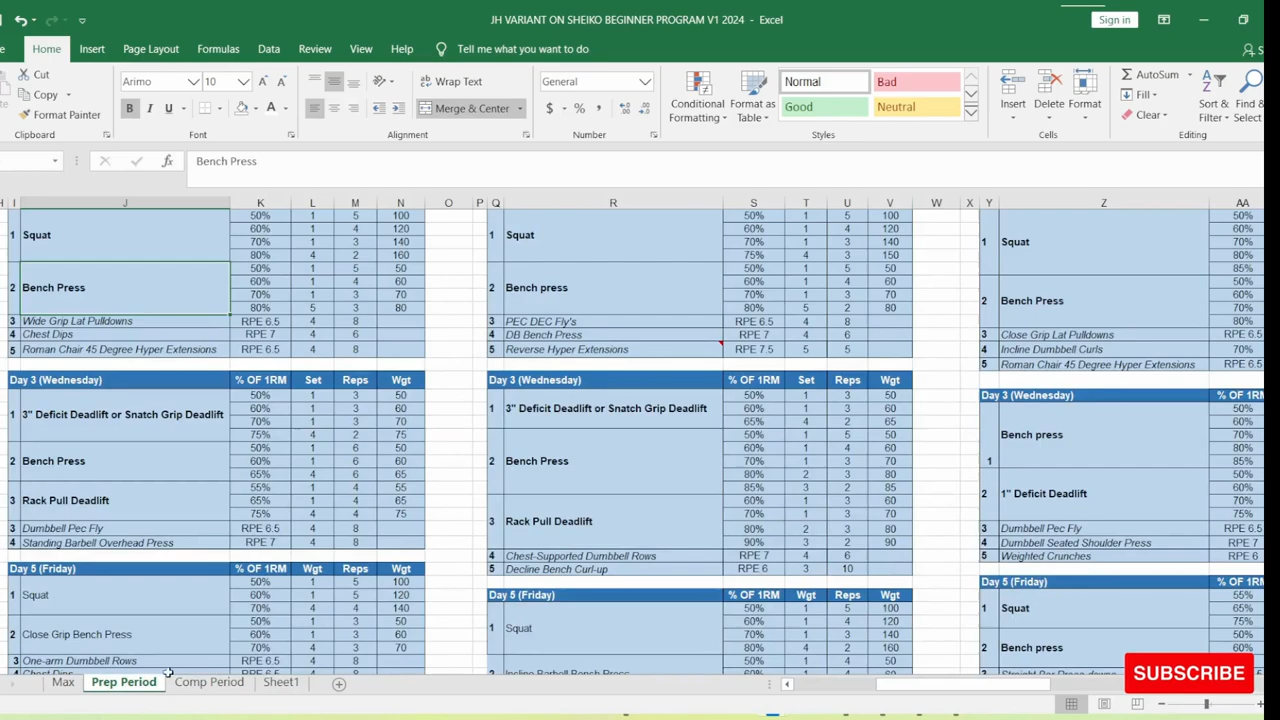 JH VARIANT ON SHEIKO BEGINNER PROGRAM V1 2024 - Excel
Sign in
Home Insert Page Layout Formulas Data Review View Help Tell me what you want to do
Cut
Copy
Format Painter
Clipboard
Arimo 10
B I U
Font
Wrap Text
Merge & Center
Alignment
General
$ % ,
Number
Conditional Formatting
Format as Table
Normal Bad
Good Neutral
Styles
Insert Delete Format
Cells
AutoSum
Fill
Clear
Sort & Filter
Find & Select
Editing
fx Bench Press
H I J K L M N O P Q R S T U V W X Y Z AA
1 Squat 50% 1 5 100
60% 1 4 120
70% 1 3 140
80% 4 2 160
2 Bench Press 50% 1 5 50
60% 1 4 60
70% 1 3 70
80% 5 3 80
3 Wide Grip Lat Pulldowns RPE 6.5 4 8
4 Chest Dips RPE 7 4 6
5 Roman Chair 45 Degree Hyper Extensions RPE 6.5 4 8
Day 3 (Wednesday) % OF 1RM Set Reps Wgt
1 3" Deficit Deadlift or Snatch Grip Deadlift 50% 1 3 50
60% 1 3 60
70% 1 3 70
75% 4 2 75
2 Bench Press 50% 1 6 50
60% 1 6 60
65% 4 6 65
3 Rack Pull Deadlift 55% 1 4 55
65% 1 4 65
75% 4 4 75
3 Dumbbell Pec Fly RPE 6.5 4 8
4 Standing Barbell Overhead Press RPE 7 4 8
Day 5 (Friday) % OF 1RM Wgt Reps Wgt
1 Squat 50% 1 5 100
60% 1 5 120
70% 4 4 140
2 Close Grip Bench Press 50% 1 3 50
60% 1 3 60
70% 4 3 70
3 One-arm Dumbbell Rows RPE 6.5 4 8
4 Chest Dips RPE 7 4 6
1 Squat 50% 1 5 100
60% 1 4 120
70% 1 3 140
75% 4 3 150
2 Bench press 50% 1 5 50
60% 1 4 60
70% 1 3 70
80% 5 2 80
3 PEC DEC Fly's RPE 6.5 4 8
4 DB Bench Press RPE 7 4 6
5 Reverse Hyper Extensions RPE 7.5 5 5
Day 3 (Wednesday) % OF 1RM Set Reps Wgt
1 3" Deficit Deadlift or Snatch Grip Deadlift 50% 1 3 50
60% 1 3 60
65% 4 2 65
2 Bench Press 50% 1 5 50
60% 1 4 60
70% 1 3 70
80% 2 3 80
85% 3 2 85
3 Rack Pull Deadlift 60% 1 3 60
70% 1 3 70
80% 2 3 80
90% 3 2 90
4 Chest-Supported Dumbbell Rows RPE 7 4 6
5 Decline Bench Curl-up RPE 6 3 10
Day 5 (Friday) % OF 1RM Wgt Reps Wgt
1 Squat 50% 1 5 100
60% 1 4 120
70% 1 3 140
80% 4 2 160
2 Incline Barbell Bench Press 50% 1 4 50
1 Squat 50%
60%
70%
80%
85%
2 Bench Press 50%
60%
70%
80%
3 Close Grip Lat Pulldowns RPE 6.5
4 Incline Dumbbell Curls 70%
5 Roman Chair 45 Degree Hyper Extensions RPE 6.5
Day 3 (Wednesday) % OF 1R
1 Bench press 50%
60%
70%
80%
85%
2 1" Deficit Deadlift 50%
60%
70%
75%
3 Dumbbell Pec Fly RPE 6.5
4 Dumbbell Seated Shoulder Press RPE 7
5 Weighted Crunches RPE 6
Day 5 (Friday) % OF 1R
1 Squat 55%
65%
75%
2 Bench press 50%
60%
SUBSCRIBE
Max Prep Period Comp Period Sheet1